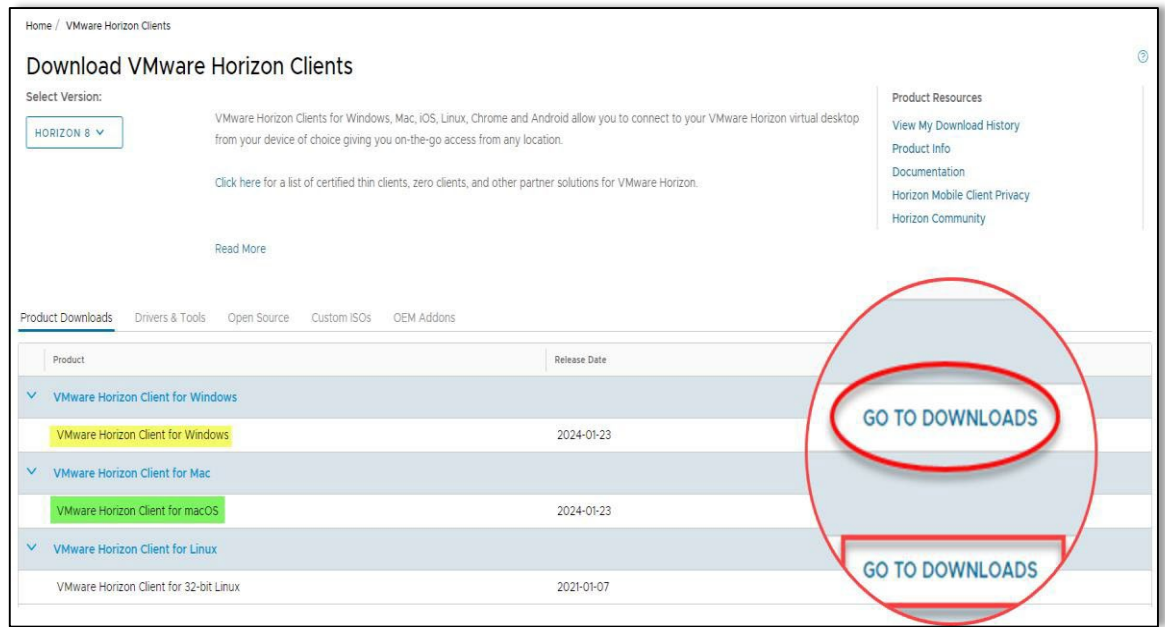 Home / VMware Horizon Clients
Download VMware Horizon Clients
Select Version:
HORIZON 8
VMware Horizon Clients for Windows, Mac, iOS, Linux, Chrome and Android allow you to connect to your VMware Horizon virtual desktop
from your device of choice giving you on-the-go access from any location.
Click here for a list of certified thin clients, zero clients, and other partner solutions for VMware Horizon.
Read More
Product Resources
View My Download History
Product Info
Documentation
Horizon Mobile Client Privacy
Horizon Community
Product Downloads Drivers & Tools Open Source Custom ISOs OEM Addons
Product Release Date
VMware Horizon Client for Windows
VMware Horizon Client for Windows 2024-01-23 GO TO DOWNLOADS
VMware Horizon Client for Mac
VMware Horizon Client for macOS 2024-01-23
VMware Horizon Client for Linux
GO TO DOWNLOADS
VMware Horizon Client for 32-bit Linux 2021-01-07